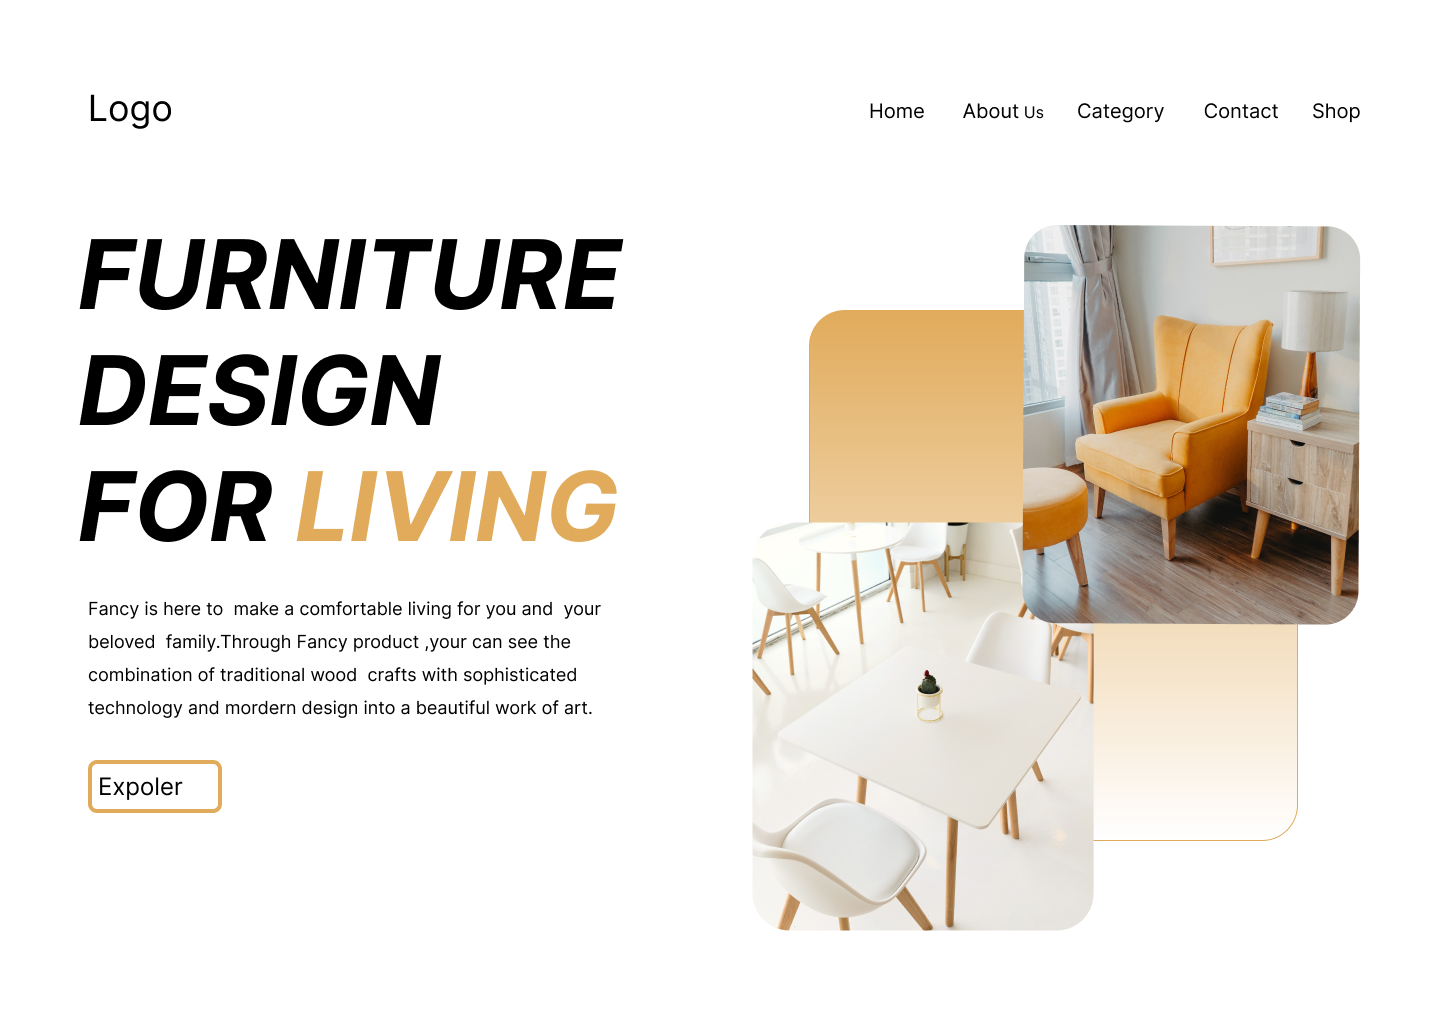 Logo
Home About Us Category Contact Shop
FURNITURE
DESIGN
FOR LIVING
Fancy is here to  make a comfortable living for you and  your
beloved  family.Through Fancy product ,your can see the
combination of traditional wood  crafts with sophisticated
technology and mordern design into a beautiful work of art.
Expoler